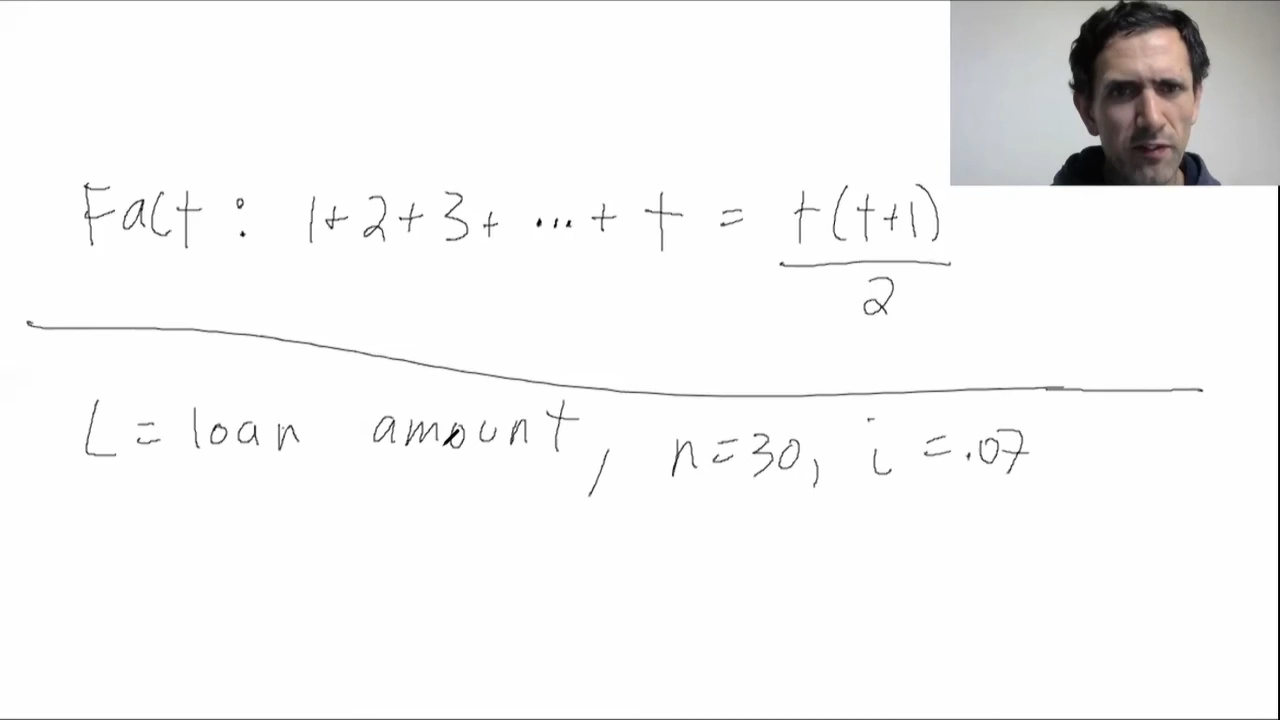 Fact: 1+2+3+ ... + t = t(t+1)
2
L = loan amount, n=30, i =.07